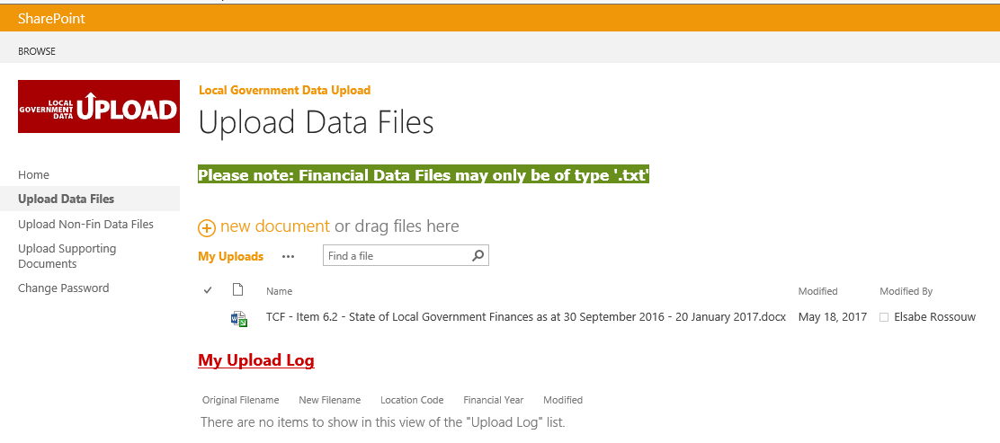 SharePoint
BROWSE
LOCAL
GOVERNMENT
DATA
UPLOAD
Local Government Data Upload
Upload Data Files
Home
Upload Data Files
Upload Non-Fin Data Files
Upload Supporting
Documents
Change Password
Please note: Financial Data Files may only be of type '.txt'
new document or drag files here
My Uploads ••• Find a file
Name Modified Modified By
TCF - Item 6.2 - State of Local Government Finances as at 30 September 2016 - 20 January 2017.docx May 18, 2017 Elsabe Rossouw
My Upload Log
Original Filename New Filename Location Code Financial Year Modified
There are no items to show in this view of the "Upload Log" list.